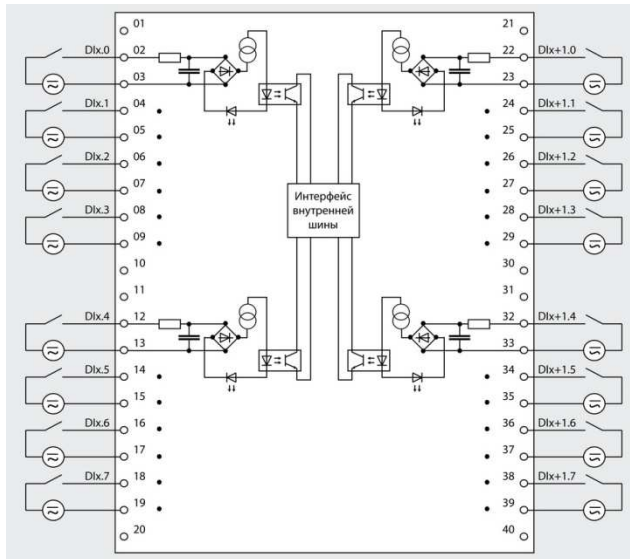 01
DIx.0 02
03
DIx.1 04
05
DIx.2 06
07
DIx.3 08
09
10
11
DIx.4 12
13
DIx.5 14
15
DIx.6 16
17
DIx.7 18
19
20
Интерфейс
внутренней
шины
21
22 DIx+1.0
23
24 DIx+1.1
25
26 DIx+1.2
27
28 DIx+1.3
29
30
31
32 DIx+1.4
33
34 DIx+1.5
35
36 DIx+1.6
37
38 DIx+1.7
39
40